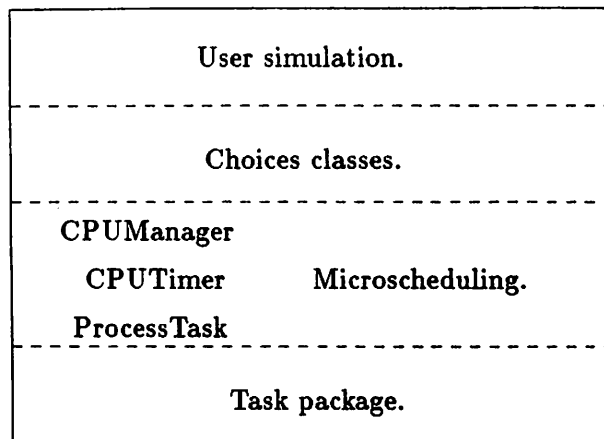 User simulation.
Choices classes.
CPUManager
CPUTimer Microscheduling.
ProcessTask
Task package.